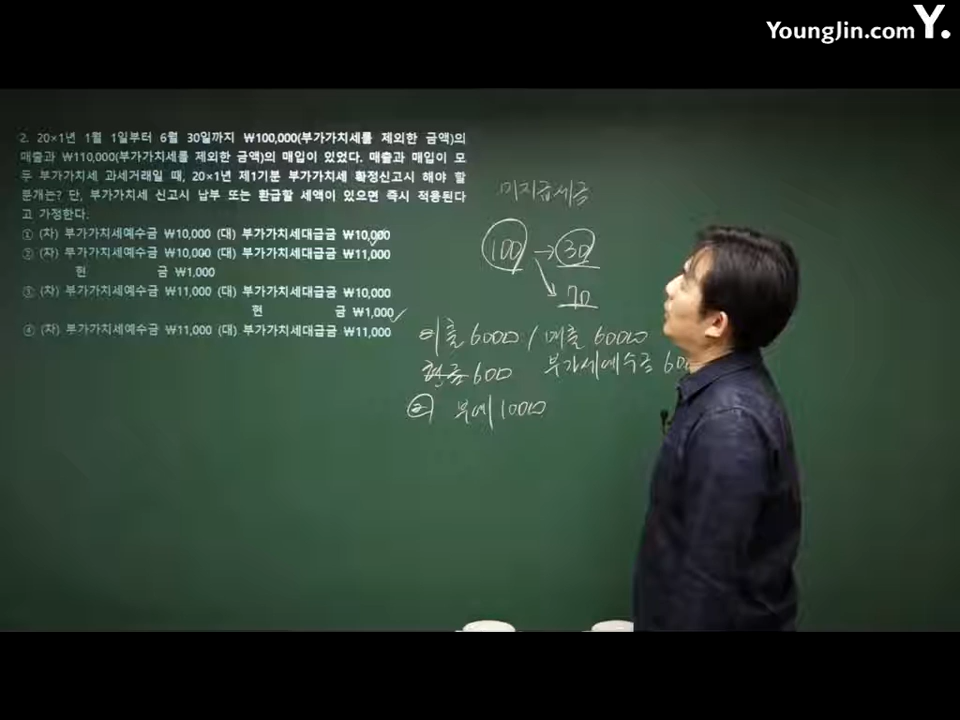 YoungJin.com Y.
2. 20×1년 1월 1일부터 6월 30일까지 ₩100,000(부가가치세를 제외한 금액)의
매출과 ₩110,000(부가가치세를 제외한 금액)의 매입이 있었다. 매출과 매입이 모
두 부가가치세 과세거래일 때, 20×1년 제1기분 부가가치세 확정신고시 해야 할
분개는? 단, 부가가치세 신고시 납부 또는 환급할 세액이 있으면 즉시 적용된다
고 가정한다.
① (차) 부가가치세예수금 ₩10,000 (대) 부가가치세대급금 ₩10,000
② (차) 부가가치세예수금 ₩10,000 (대) 부가가치세대급금 ₩11,000
현 금 ₩1,000
③ (차) 부가가치세예수금 ₩11,000 (대) 부가가치세대급금 ₩10,000
현 금 ₩1,000
④ (차) 부가가치세예수금 ₩11,000 (대) 부가가치세대급금 ₩11,000
미지급세금
100 → 30
70
외출 6000 / 매출 6000
현금 600 부가세예수금 600
② 부예 1000